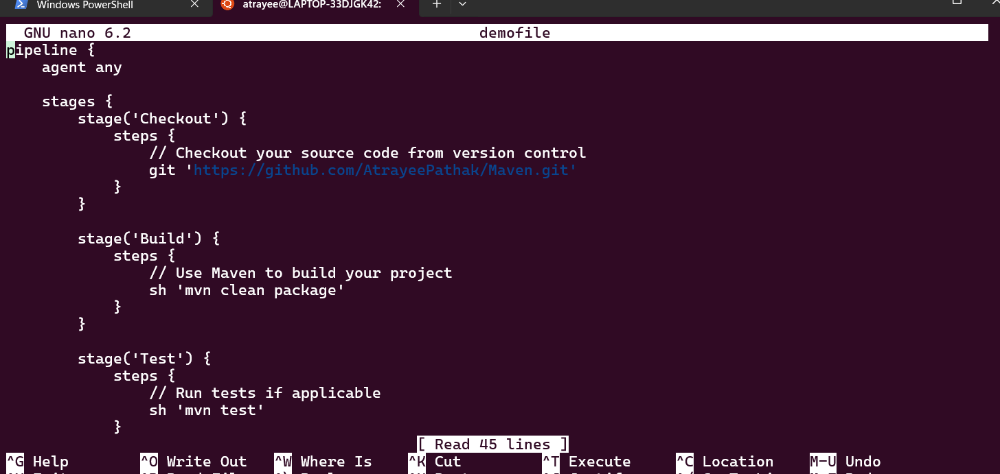 Windows PowerShell
atrayee@LAPTOP-33DJGK42:
GNU nano 6.2 demofile
pipeline {
    agent any

    stages {
        stage('Checkout') {
            steps {
                // Checkout your source code from version control
                git 'https://github.com/AtrayeePathak/Maven.git'
            }
        }

        stage('Build') {
            steps {
                // Use Maven to build your project
                sh 'mvn clean package'
            }
        }

        stage('Test') {
            steps {
                // Run tests if applicable
                sh 'mvn test'
            }
[ Read 45 lines ]
^G Help ^O Write Out ^W Where Is ^K Cut ^T Execute ^C Location M-U Undo